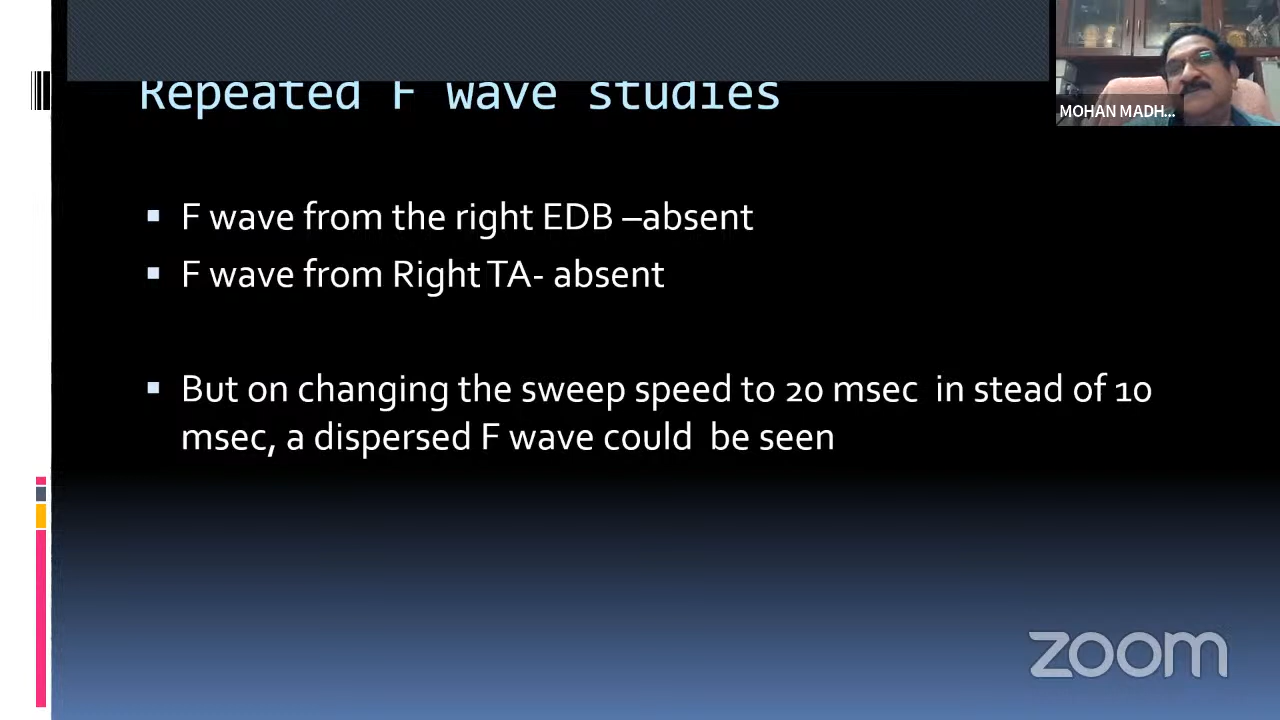 Repeated F wave studies
MOHAN MADH...
▪ F wave from the right EDB –absent
▪ F wave from Right TA- absent
▪ But on changing the sweep speed to 20 msec in stead of 10
msec, a dispersed F wave could be seen
zoom